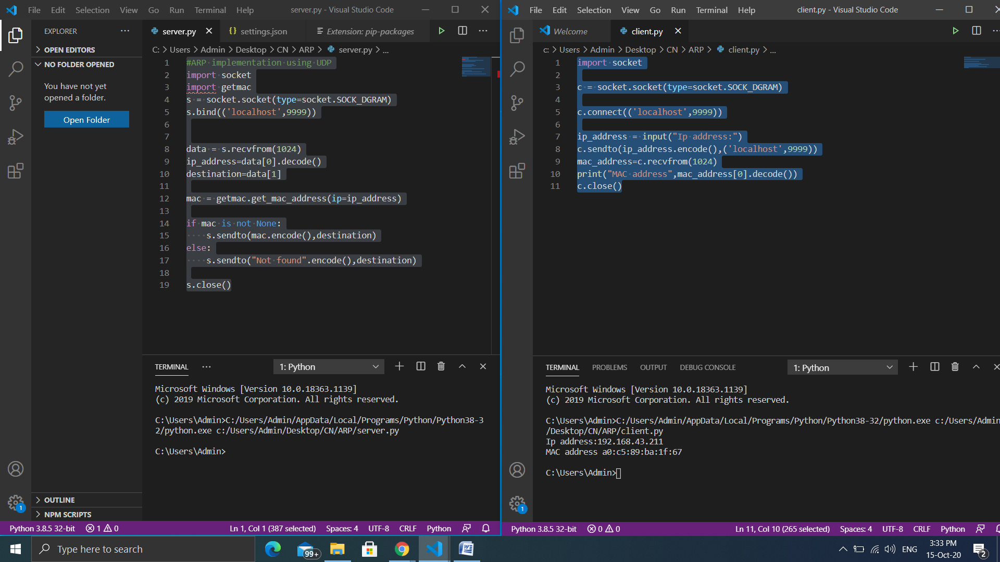 File Edit Selection View Go Run Terminal Help server.py - Visual Studio Code
EXPLORER ...
OPEN EDITORS
NO FOLDER OPENED
You have not yet
opened a folder.
Open Folder
OUTLINE
NPM SCRIPTS
server.py settings.json Extension: pip-packages
C: > Users > Admin > Desktop > CN > ARP > server.py > ...
1 #ARP implementation using UDP
2 import socket
3 import getmac
4 s = socket.socket(type=socket.SOCK_DGRAM)
5 s.bind(('localhost',9999))
6
7
8 data = s.recvfrom(1024)
9 ip_address=data[0].decode()
10 destination=data[1]
11
12 mac = getmac.get_mac_address(ip=ip_address)
13
14 if mac is not None:
15 s.sendto(mac.encode(),destination)
16 else:
17 s.sendto("Not found".encode(),destination)
18
19 s.close()
TERMINAL ... 1: Python
Microsoft Windows [Version 10.0.18363.1139]
(c) 2019 Microsoft Corporation. All rights reserved.
C:\Users\Admin>C:/Users/Admin/AppData/Local/Programs/Python/Python38-3
2/python.exe c:/Users/Admin/Desktop/CN/ARP/server.py
C:\Users\Admin>
1
Python 3.8.5 32-bit 1 0 Ln 1, Col 1 (387 selected) Spaces: 4 UTF-8 CRLF Python
File Edit Selection View Go Run Terminal Help client.py - Visual Studio Code
Welcome client.py
c: > Users > Admin > Desktop > CN > ARP > client.py > ...
1 import socket
2
3 c = socket.socket(type=socket.SOCK_DGRAM)
4
5 c.connect(('localhost',9999))
6
7 ip_address = input("Ip address:")
8 c.sendto(ip_address.encode(),('localhost',9999))
9 mac_address=c.recvfrom(1024)
10 print("MAC address",mac_address[0].decode())
11 c.close()
TERMINAL PROBLEMS OUTPUT DEBUG CONSOLE 1: Python
Microsoft Windows [Version 10.0.18363.1139]
(c) 2019 Microsoft Corporation. All rights reserved.
C:\Users\Admin>C:/Users/Admin/AppData/Local/Programs/Python/Python38-32/python.exe c:/Users/Admin
/Desktop/CN/ARP/client.py
Ip address:192.168.43.211
MAC address a0:c5:89:ba:1f:67
C:\Users\Admin>
1
Python 3.8.5 32-bit 0 0 Ln 11, Col 10 (265 selected) Spaces: 4 UTF-8 CRLF Python
Type here to search 99+ ENG 3:33 PM
15-Oct-20 2